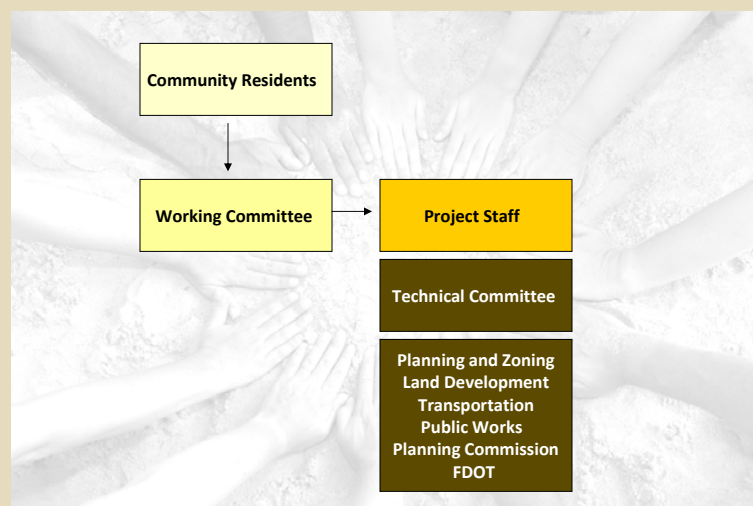 Community Residents
Working Committee
Project Staff
Technical Committee
Planning and Zoning
Land Development
Transportation
Public Works
Planning Commission
FDOT